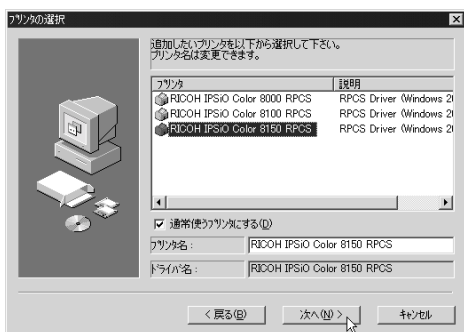 プリンタの選択
追加したいプリンタを以下から選択して下さい。
プリンタ名は変更できます。
プリンタ 説明
RICOH IPSiO Color 8000 RPCS RPCS Driver (Windows 2
RICOH IPSiO Color 8100 RPCS RPCS Driver (Windows 2
RICOH IPSiO Color 8150 RPCS RPCS Driver (Windows 2
通常使うプリンタにする(D)
プリンタ名: RICOH IPSiO Color 8150 RPCS
ドライバ名: RICOH IPSiO Color 8150 RPCS
< 戻る(B) 次へ(N) > キャンセル